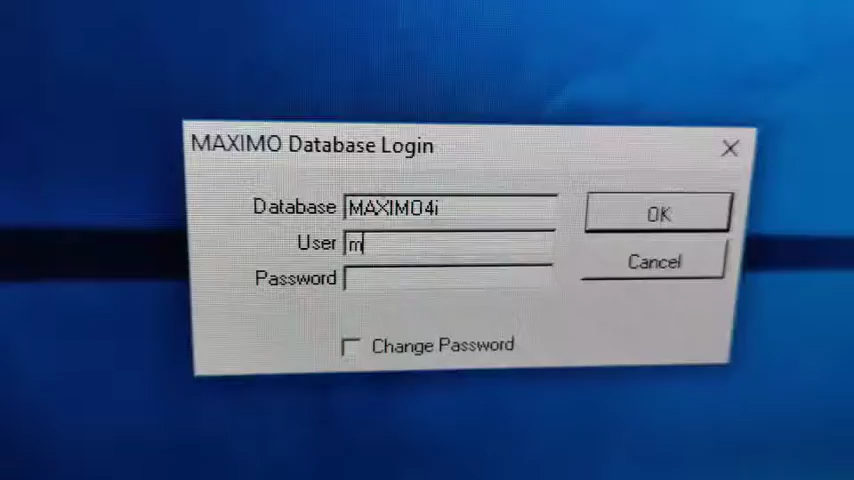 MAXIMO Database Login
Database MAXIMO4i OK
User m
Cancel
Password
Change Password